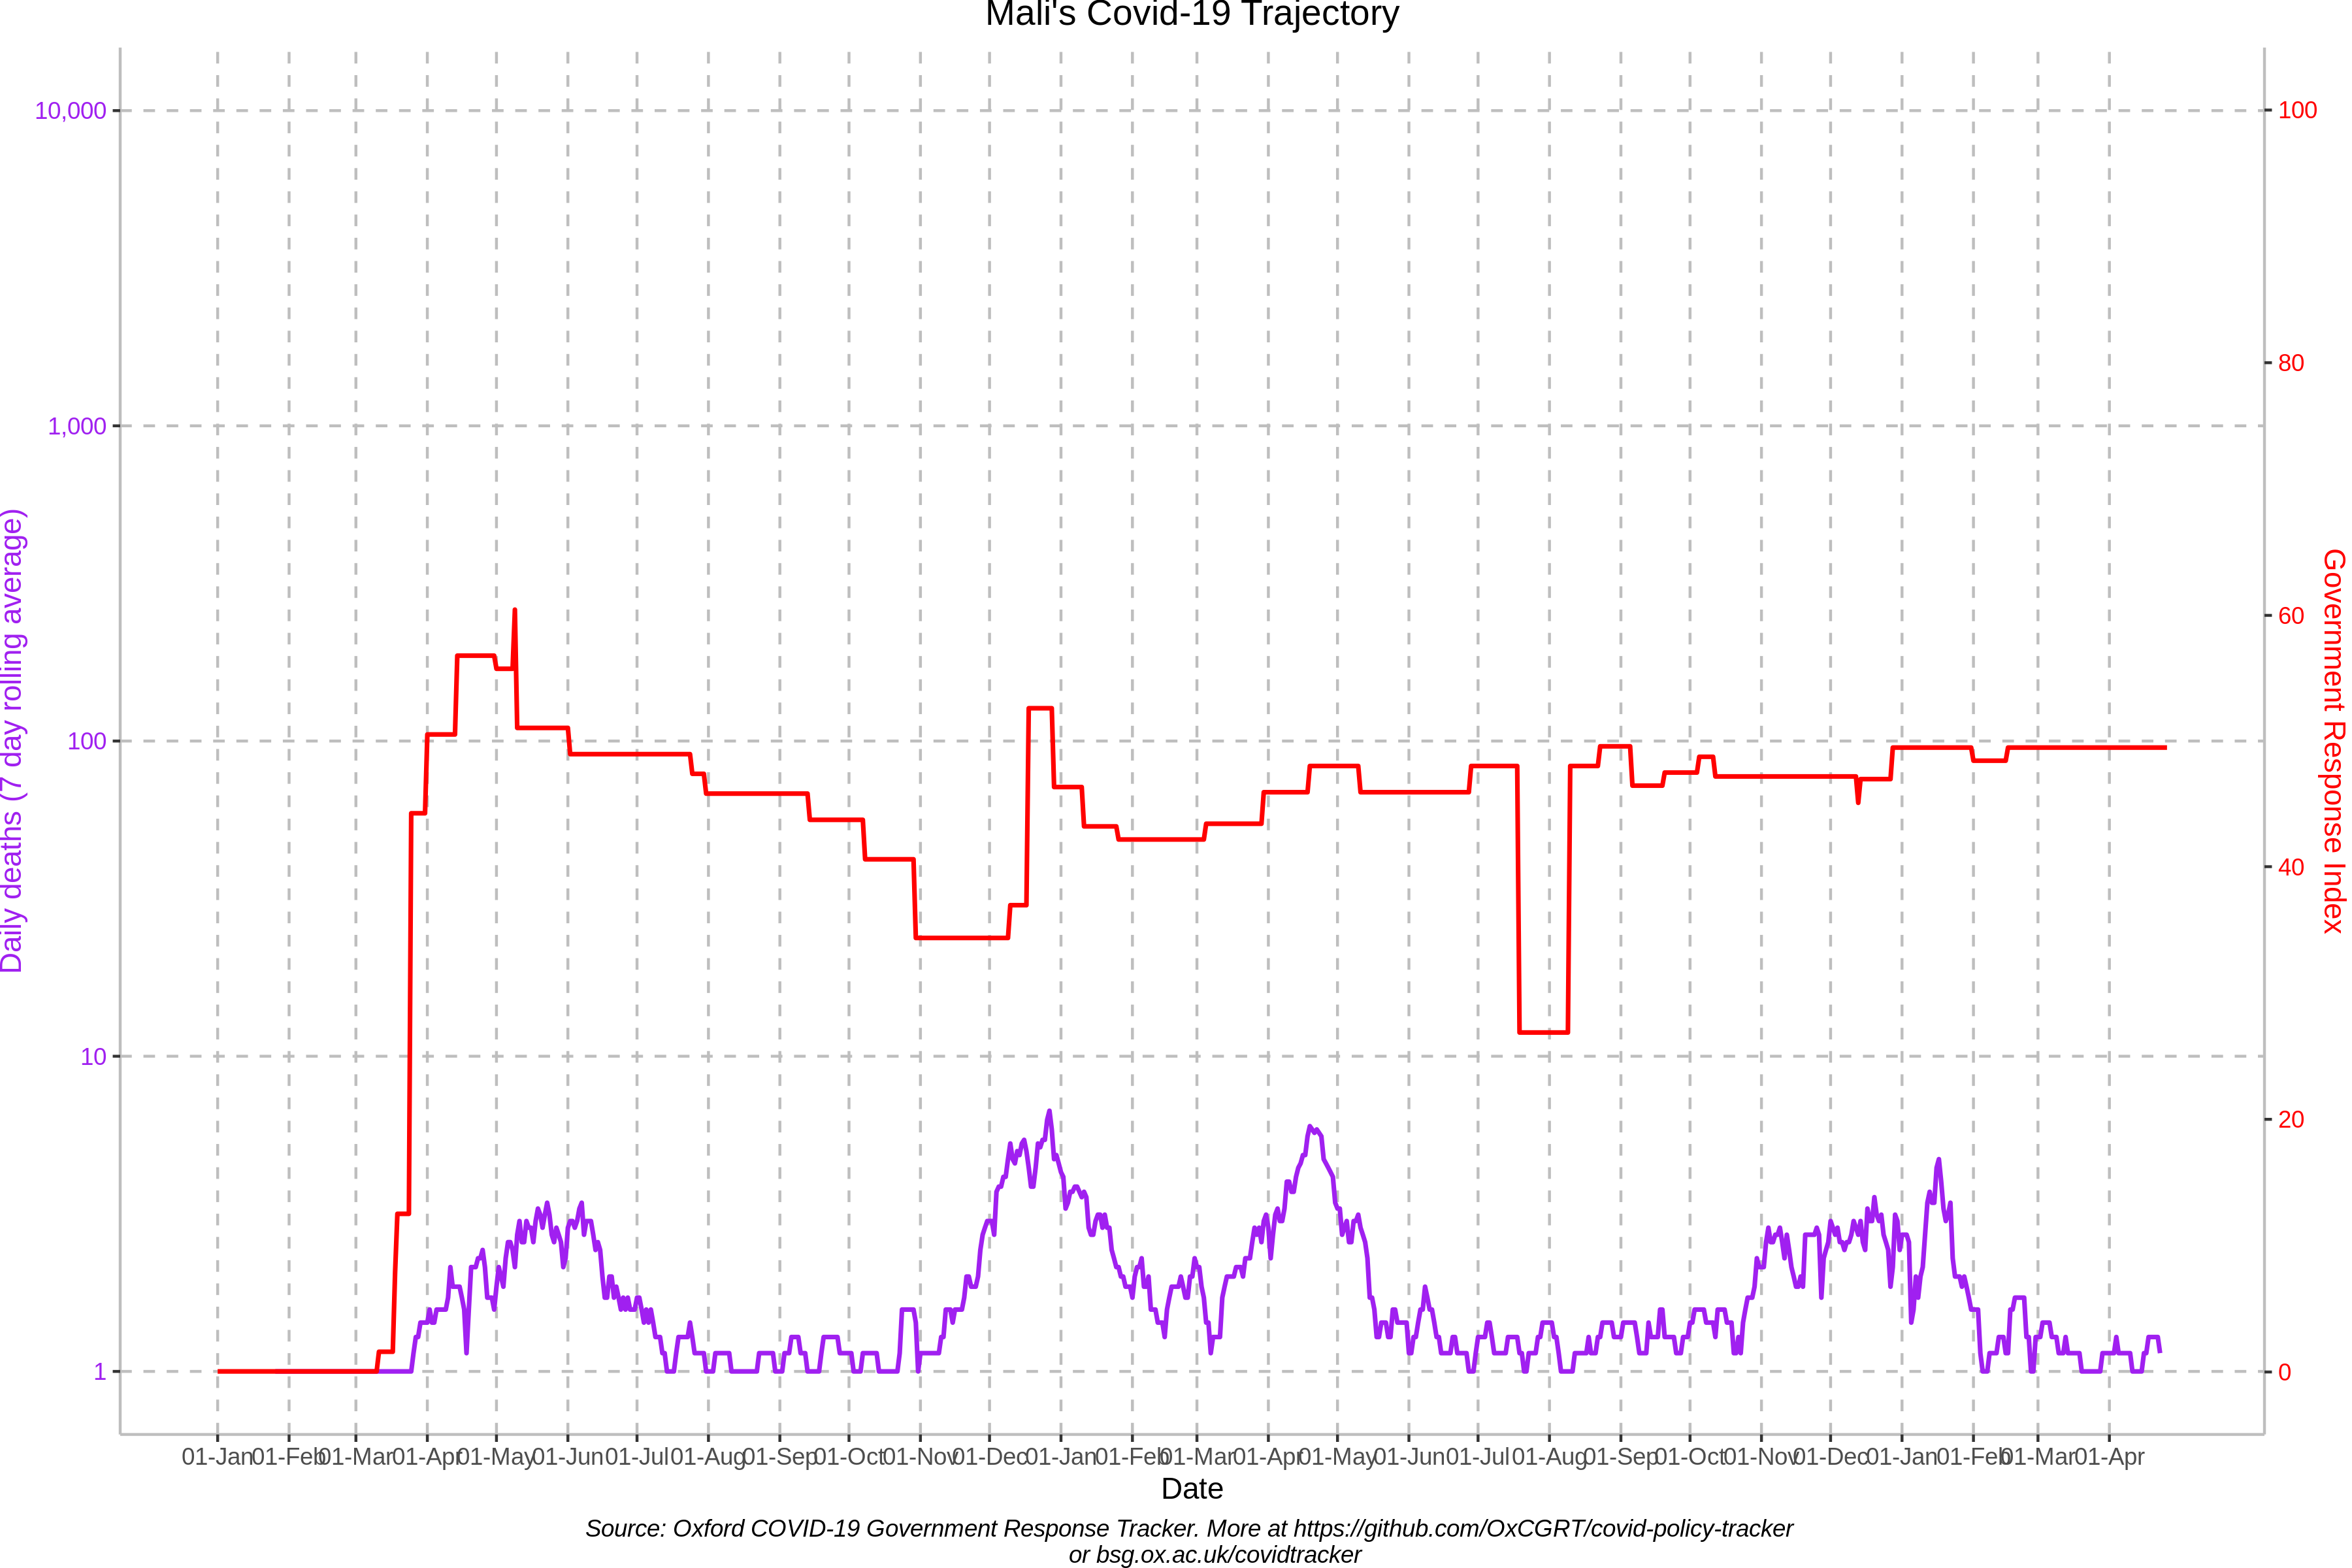 Mali's Covid-19 Trajectory
10,000
1,000
100
10
1
Daily deaths (7 day rolling average)
100
80
60
40
20
0
Government Response Index
01-Jan 01-Feb 01-Mar 01-Apr 01-May 01-Jun 01-Jul 01-Aug 01-Sep 01-Oct 01-Nov 01-Dec 01-Jan 01-Feb 01-Mar 01-Apr 01-May 01-Jun 01-Jul 01-Aug 01-Sep 01-Oct 01-Nov 01-Dec 01-Jan 01-Feb 01-Mar 01-Apr
Date
Source: Oxford COVID-19 Government Response Tracker. More at https://github.com/OxCGRT/covid-policy-tracker
or bsg.ox.ac.uk/covidtracker